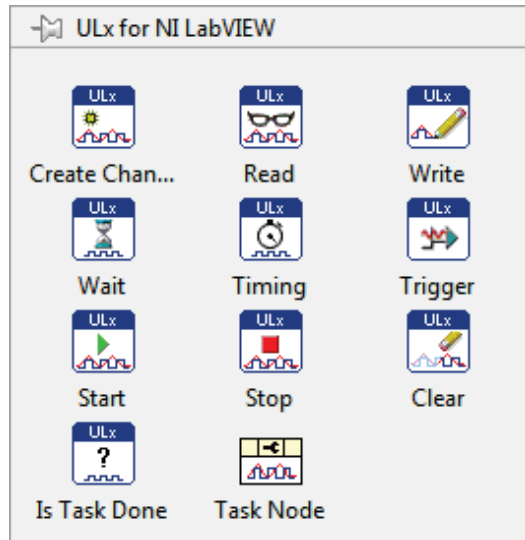 ULx for NI LabVIEW
ULx ULx ULx
Create Chan... Read Write
ULx ULx ULx
Wait Timing Trigger
ULx ULx ULx
Start Stop Clear
ULx
?
Is Task Done Task Node